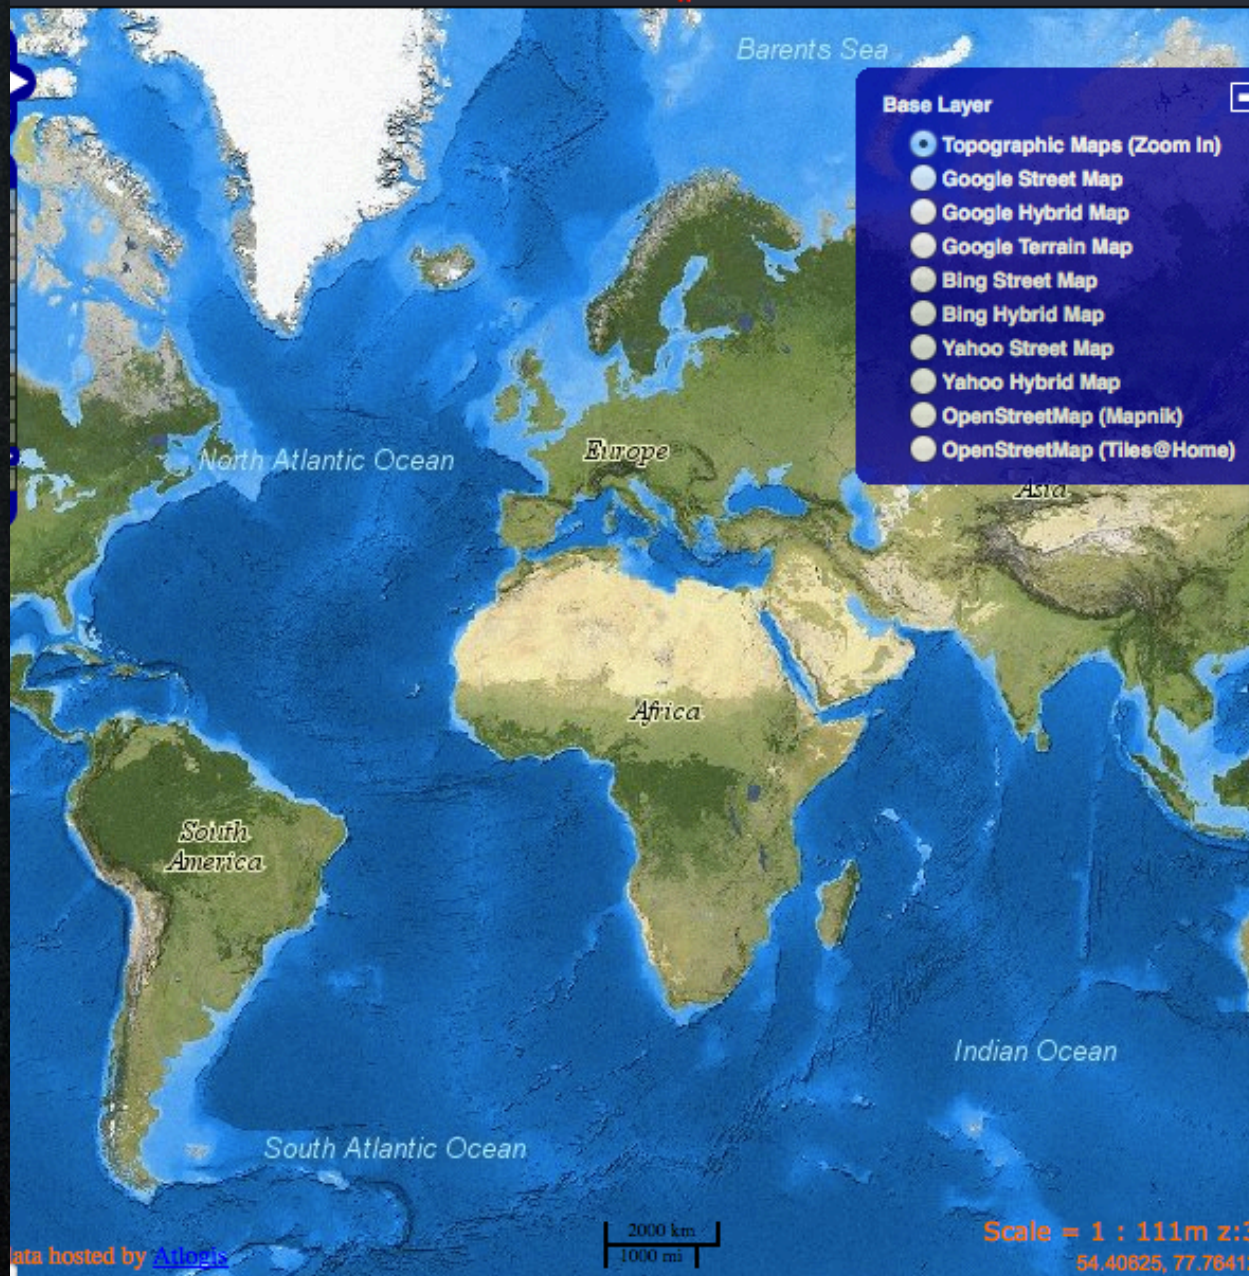 Barents Sea
Base Layer
Topographic Maps (Zoom In)
Google Street Map
Google Hybrid Map
Google Terrain Map
Bing Street Map
Bing Hybrid Map
Yahoo Street Map
Yahoo Hybrid Map
OpenStreetMap (Mapnik)
OpenStreetMap (Tiles@Home)
North Atlantic Ocean
Europe
Asia
Africa
South
America
Indian Ocean
South Atlantic Ocean
2000 km
1000 mi
Scale = 1 : 111m z:3
54.40625, 77.7641
ata hosted by Atlogis